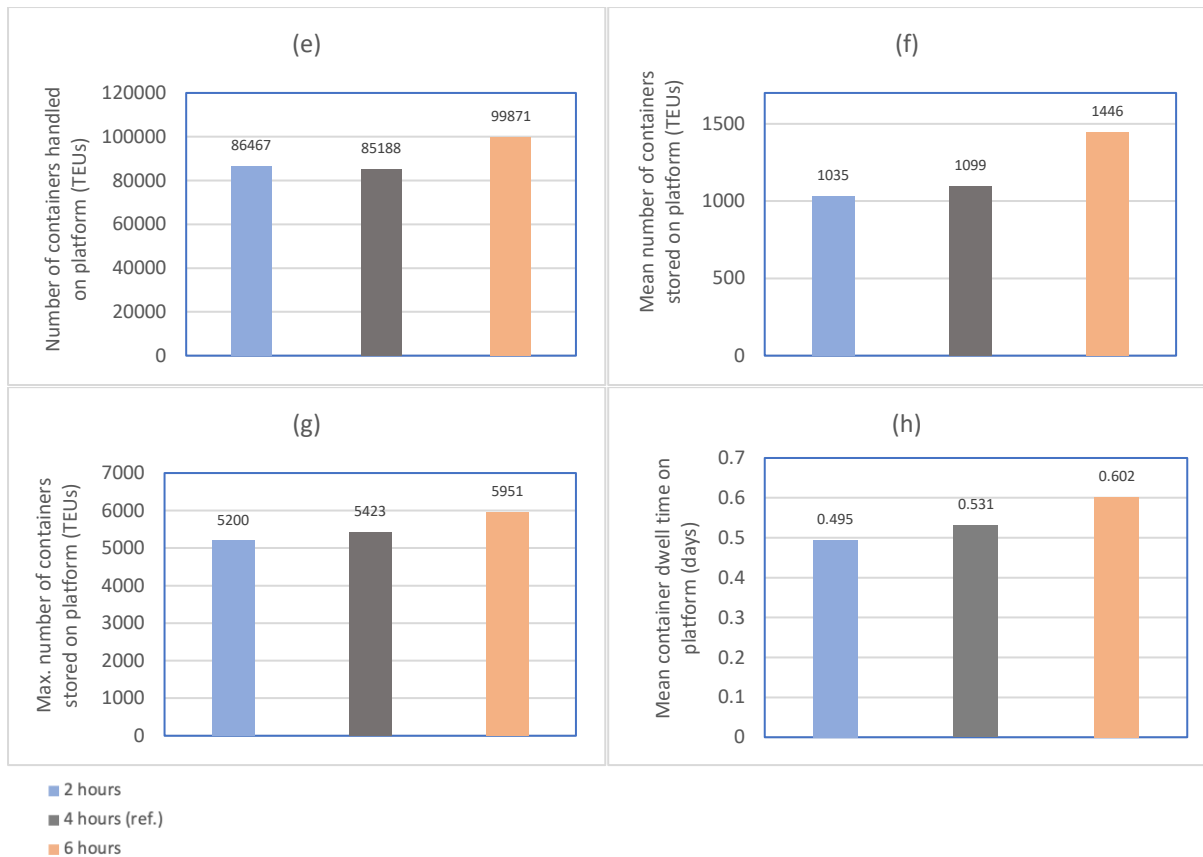 (e)
Number of containers handled
on platform (TEUs)
120000
100000
80000
60000
40000
20000
0
86467
85188
99871
(f)
Mean number of containers
stored on platform (TEUs)
1500
1000
500
0
1035
1099
1446
(g)
Max. number of containers
stored on platform (TEUs)
7000
6000
5000
4000
3000
2000
1000
0
5200
5423
5951
(h)
Mean container dwell time on
platform (days)
0.7
0.6
0.5
0.4
0.3
0.2
0.1
0
0.495
0.531
0.602
2 hours
4 hours (ref.)
6 hours